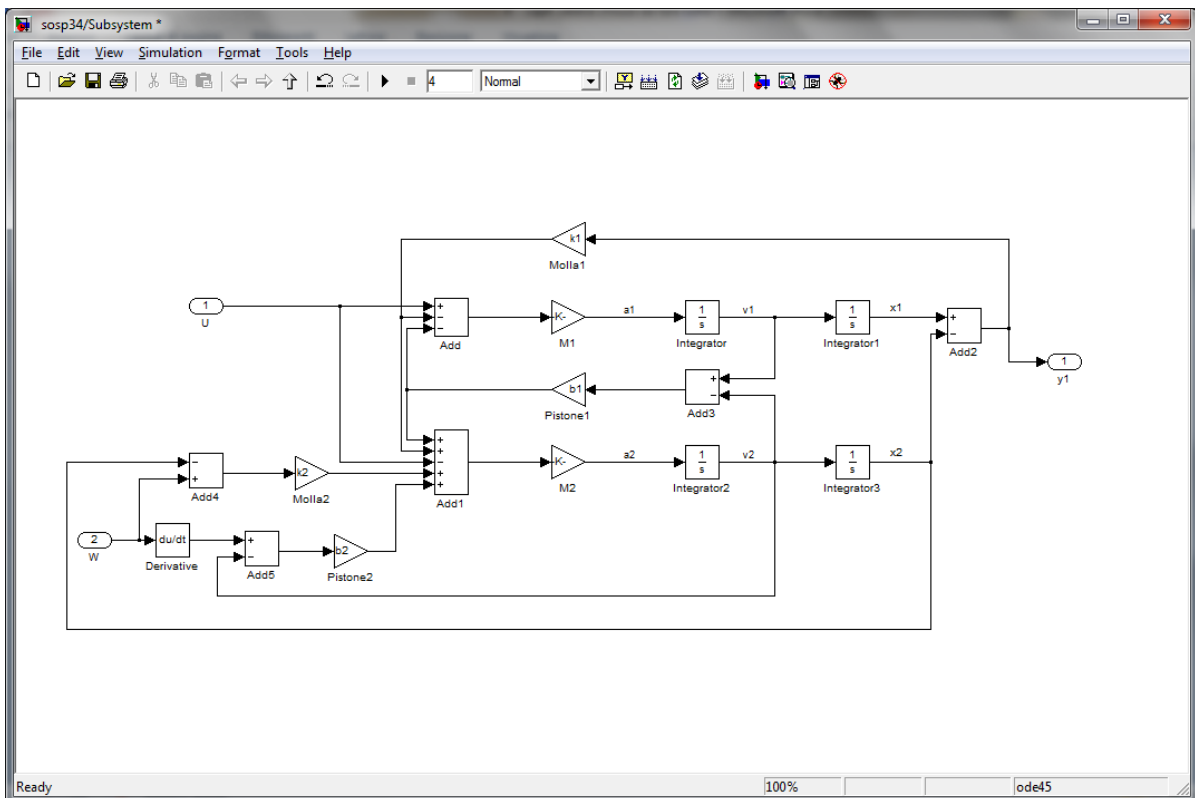 sosp34/Subsystem *
File Edit View Simulation Format Tools Help
4 Normal
k1
Molla1
1
U
+
-
-
Add
-K-
M1
a1
1
s
Integrator
v1
1
s
Integrator1
x1
+
-
Add2
1
y1
b1
Pistone1
+
-
Add3
+
+
-
+
+
Add1
-K-
M2
a2
1
s
Integrator2
v2
1
s
Integrator3
x2
-
+
Add4
k2
Molla2
2
W
du/dt
Derivative
+
-
Add5
b2
Pistone2
Ready 100% ode45